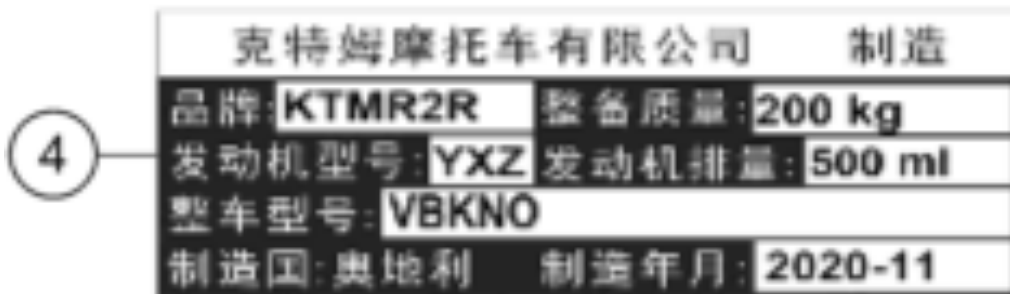 克特姆摩托车有限公司 制造
品牌:KTMR2R 整备质量:200 kg
④ 发动机型号:YXZ 发动机排量:500 ml
整车型号:VBKNO
制造国:奥地利 制造年月:2020-11